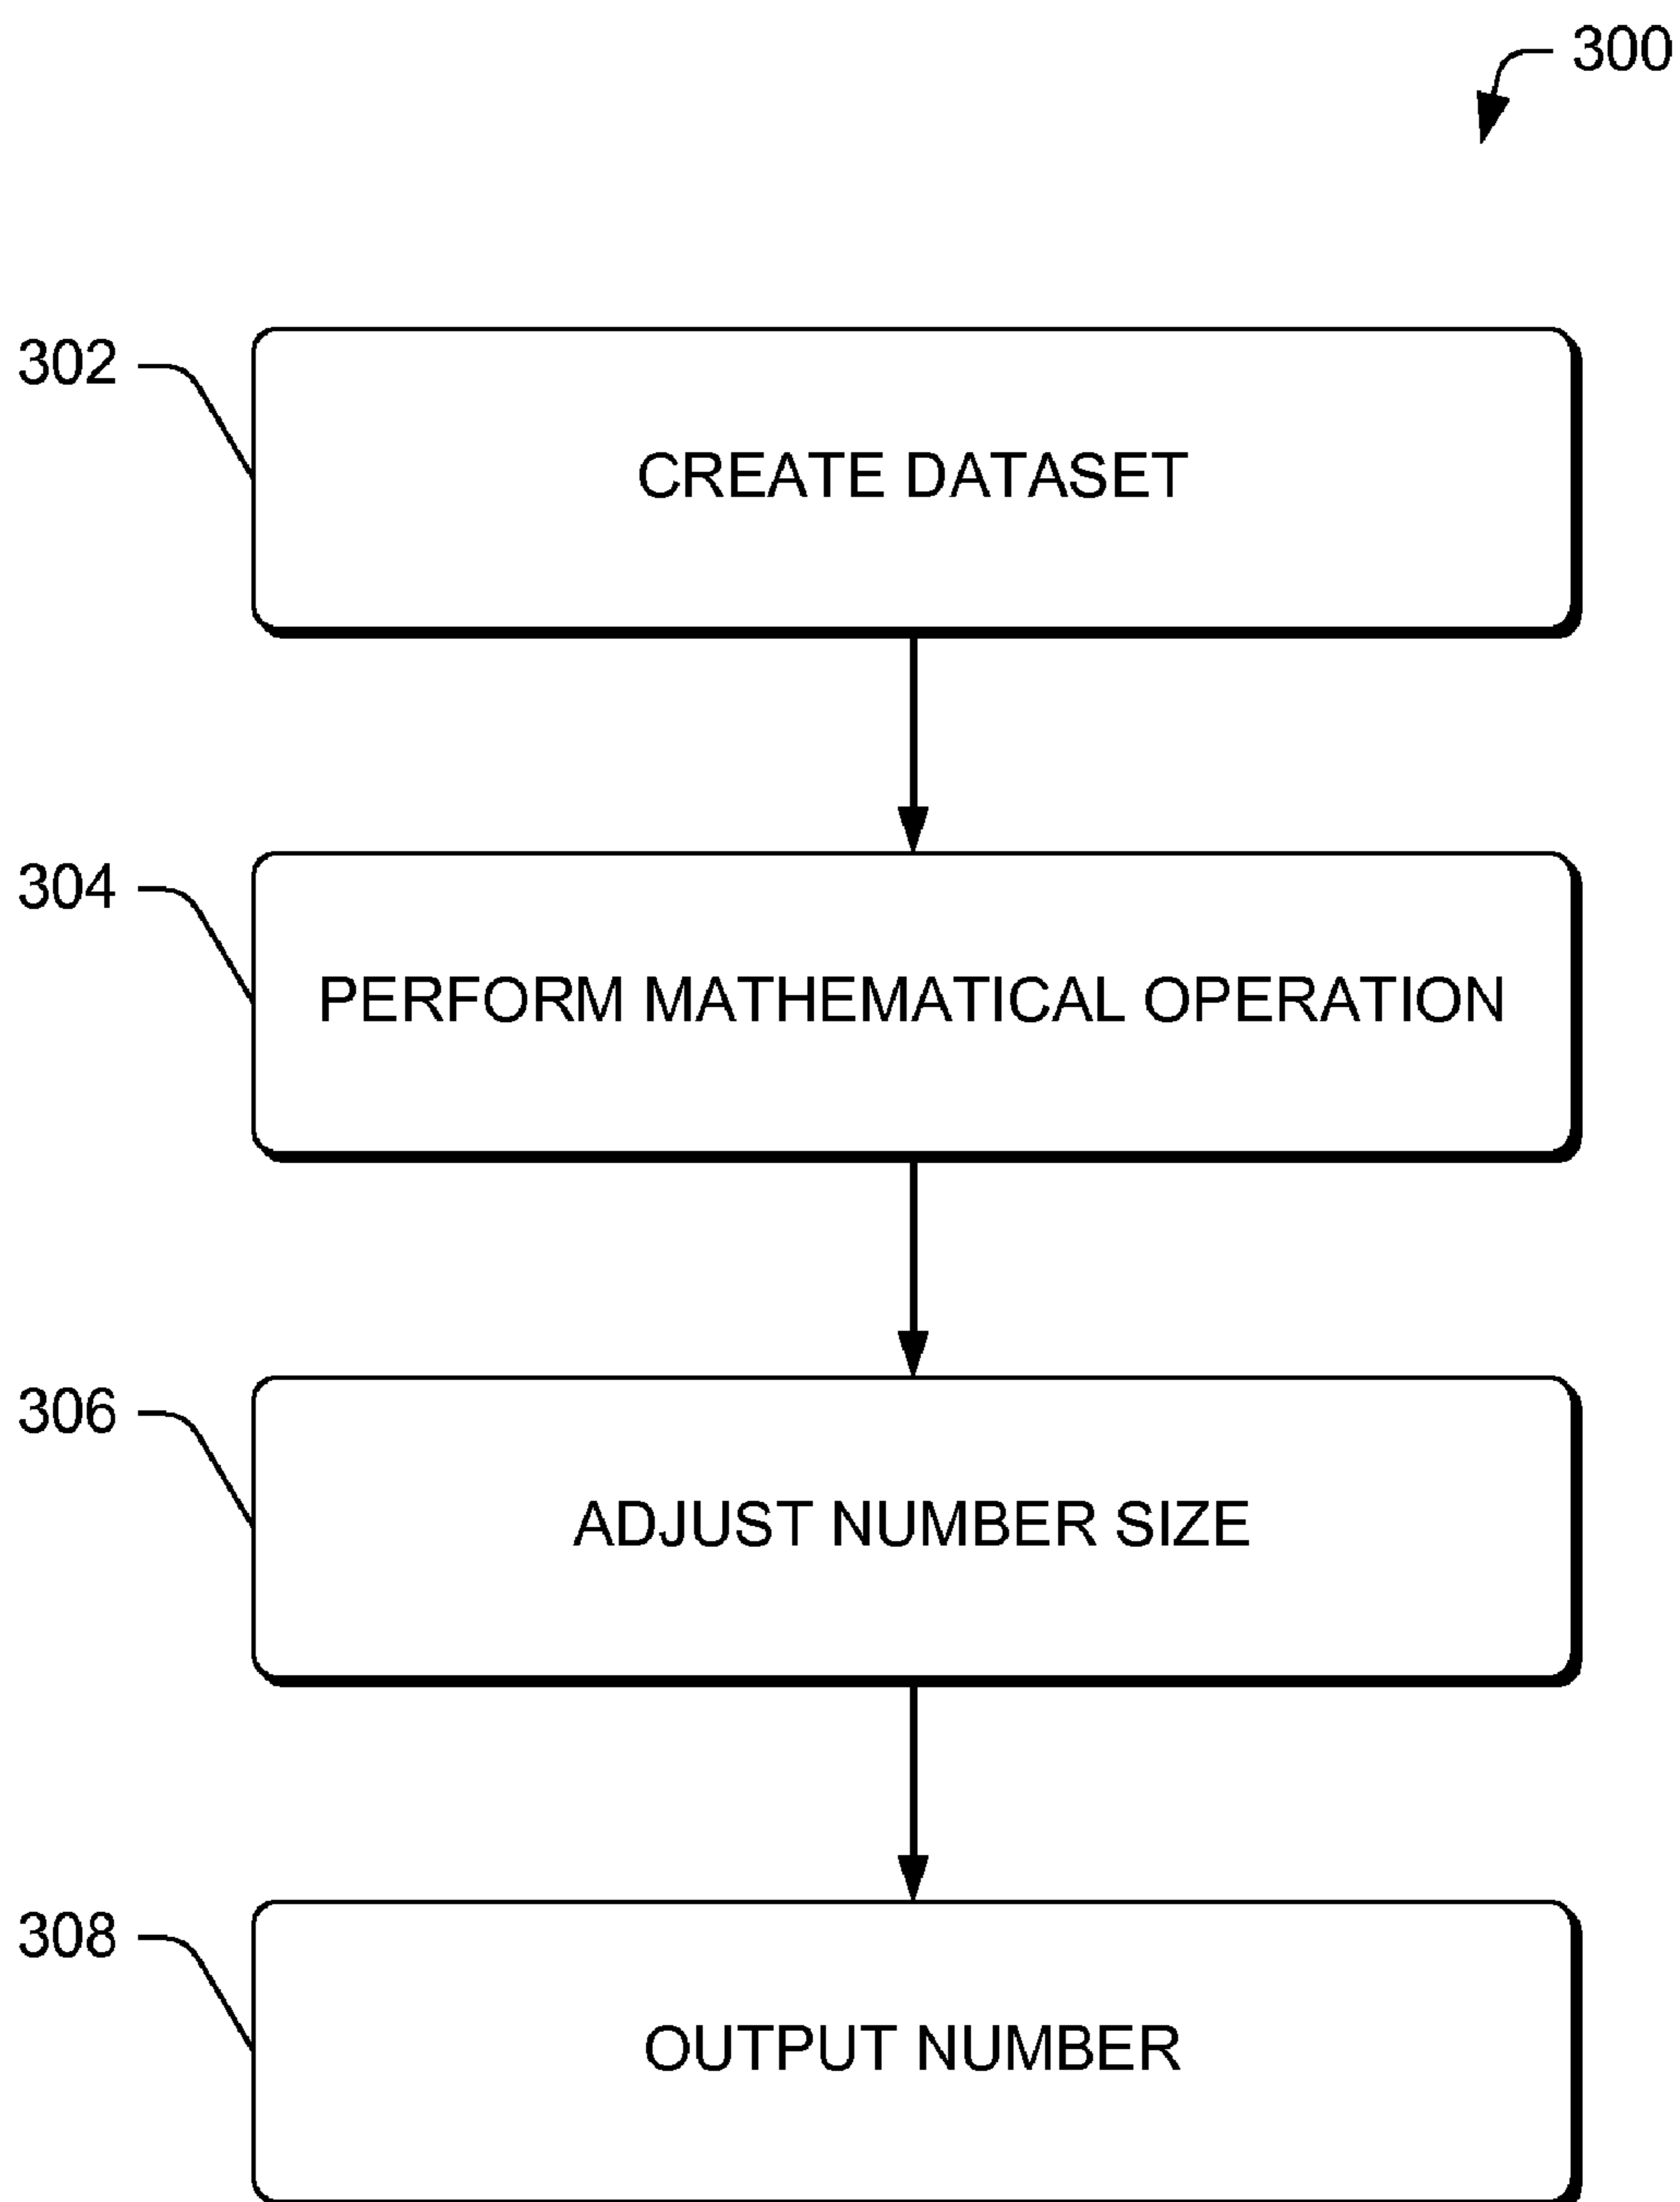 300
302
CREATE DATASET
304
PERFORM MATHEMATICAL OPERATION
306
ADJUST NUMBER SIZE
308
OUTPUT NUMBER